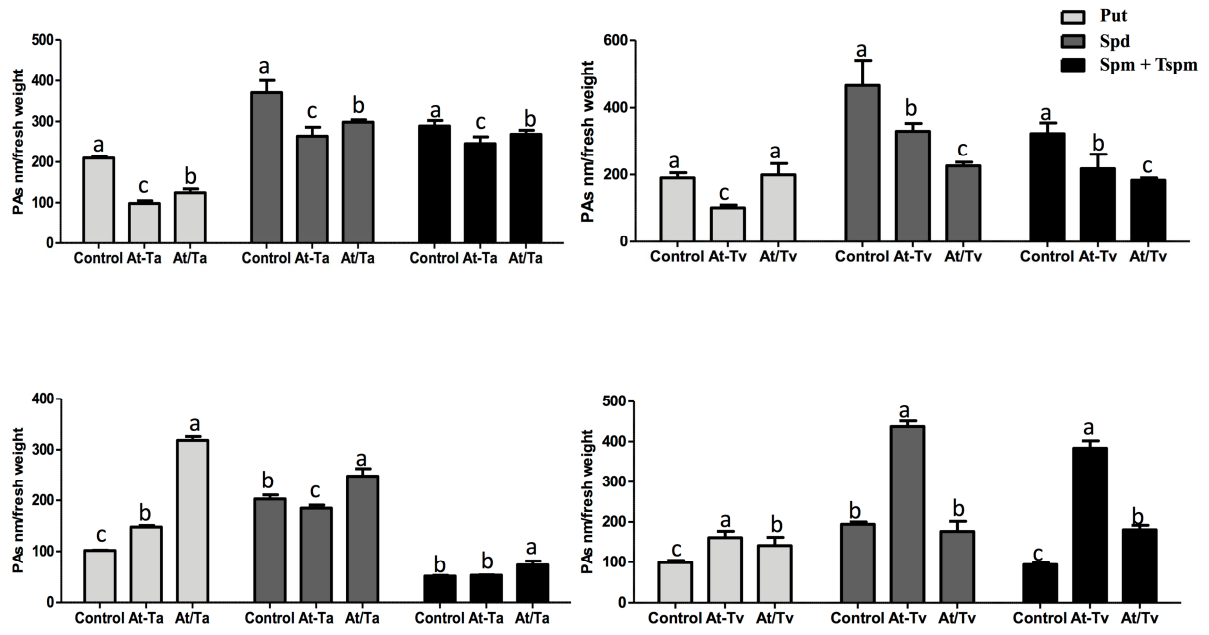 Put
Spd
Spm + Tspm
PAs nm/fresh weight
500
400
300
200
100
0
a
c
b
a
c
b
a
c
b
Control At-Ta At/Ta Control At-Ta At/Ta Control At-Ta At/Ta
PAs nm/fresh weight
600
400
200
0
a
c
a
a
b
c
a
b
c
Control At-Tv At/Tv Control At-Tv At/Tv Control At-Tv At/Tv
PAs nm/fresh weight
400
300
200
100
0
c
b
a
b
c
a
b
b
a
Control At-Ta At/Ta Control At-Ta At/Ta Control At-Ta At/Ta
PAs nm/fresh weight
500
400
300
200
100
0
c
a
b
b
a
b
c
a
b
Control At-Tv At/Tv Control At-Tv At/Tv Control At-Tv At/Tv